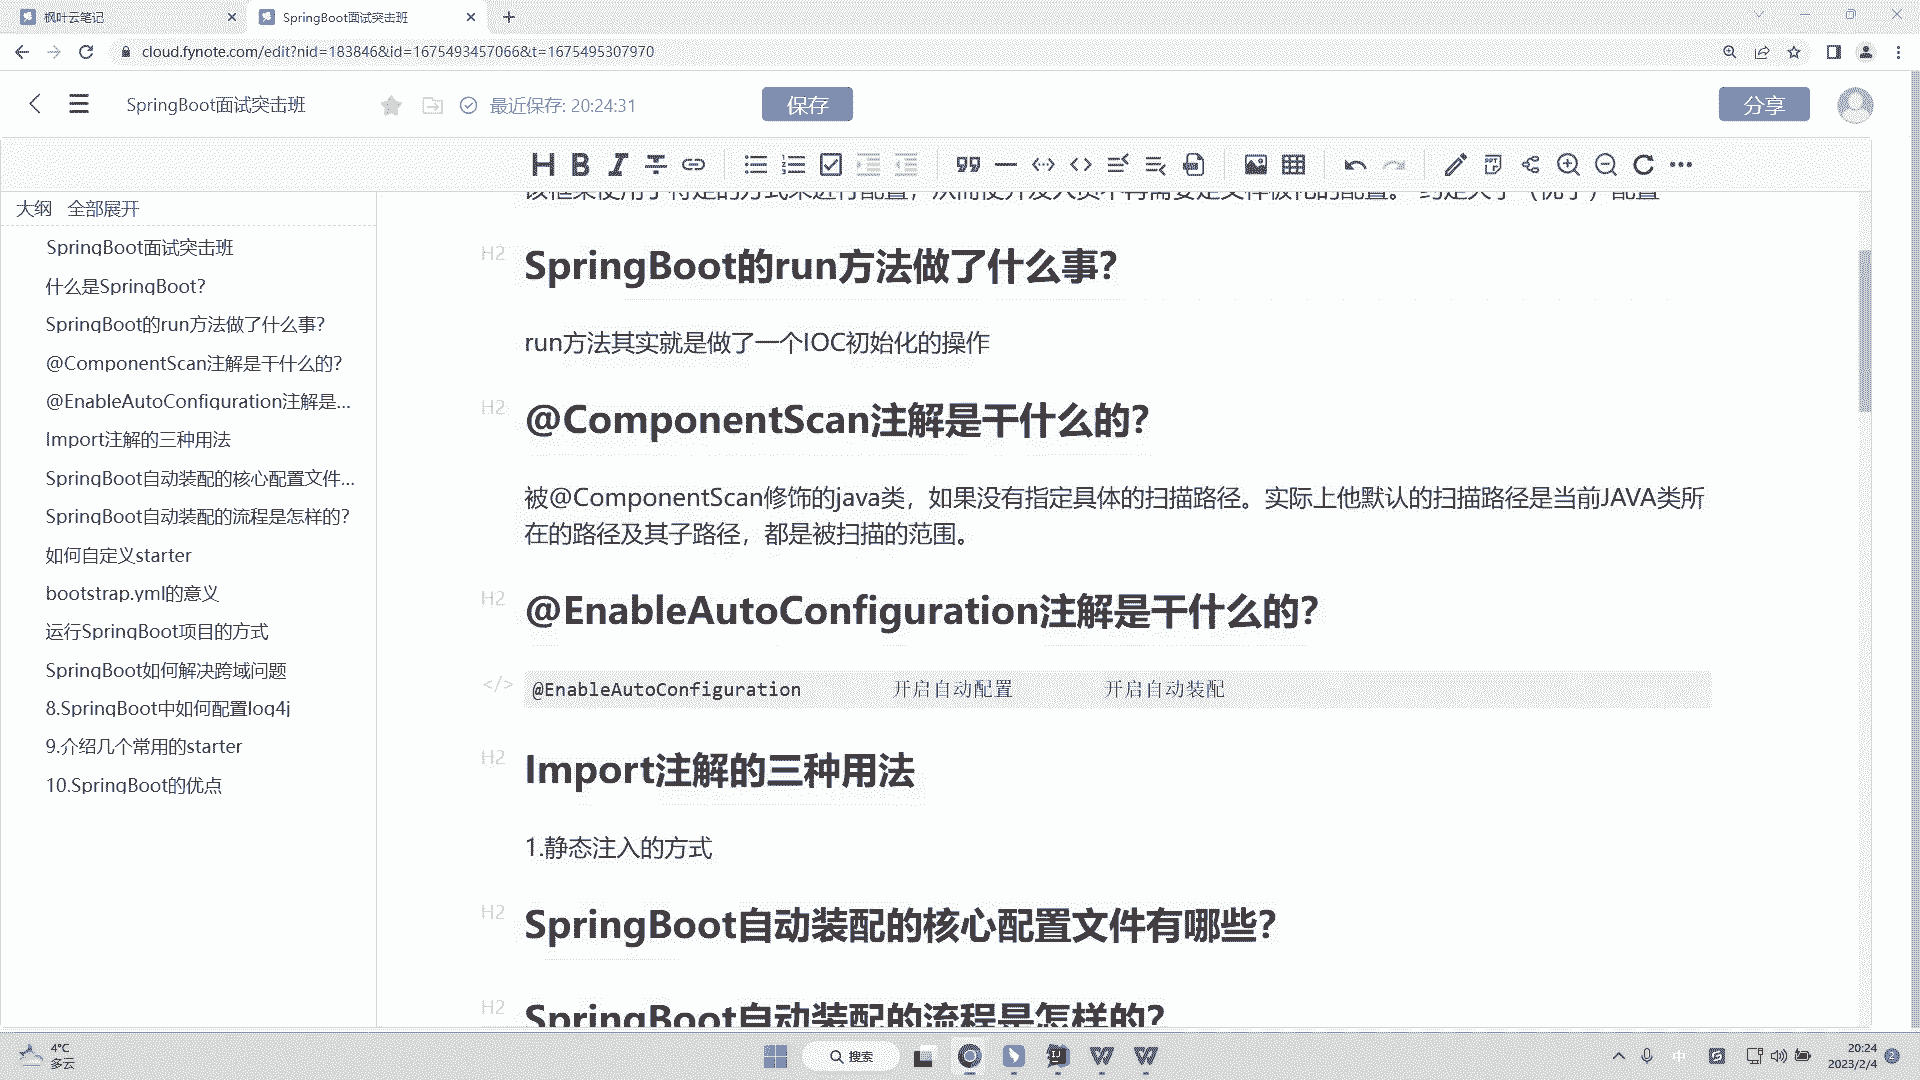 枫叶云笔记
SpringBoot面试突击班
cloud.fynote.com/edit?nid=183846&id=1675493457066&t=1675495307970
SpringBoot面试突击班
最近保存: 20:24:31
保存
分享
大纲 全部展开
SpringBoot面试突击班
什么是SpringBoot?
SpringBoot的run方法做了什么事?
@ComponentScan注解是干什么的?
@EnableAutoConfiguration注解是...
Import注解的三种用法
SpringBoot自动装配的核心配置文件...
SpringBoot自动装配的流程是怎样的?
如何自定义starter
bootstrap.yml的意义
运行SpringBoot项目的方式
SpringBoot如何解决跨域问题
8.SpringBoot中如何配置log4j
9.介绍几个常用的starter
10.SpringBoot的优点
H2 SpringBoot的run方法做了什么事?
run方法其实就是做了一个IOC初始化的操作
H2 @ComponentScan注解是干什么的?
被@ComponentScan修饰的java类，如果没有指定具体的扫描路径。实际上他默认的扫描路径是当前JAVA类所
在的路径及其子路径，都是被扫描的范围。
H2 @EnableAutoConfiguration注解是干什么的?
</> @EnableAutoConfiguration 开启自动配置 开启自动装配
H2 Import注解的三种用法
1.静态注入的方式
H2 SpringBoot自动装配的核心配置文件有哪些?
H2 SpringBoot自动装配的流程是怎样的?
4°C
多云
搜索
中
20:24
2023/2/4
2